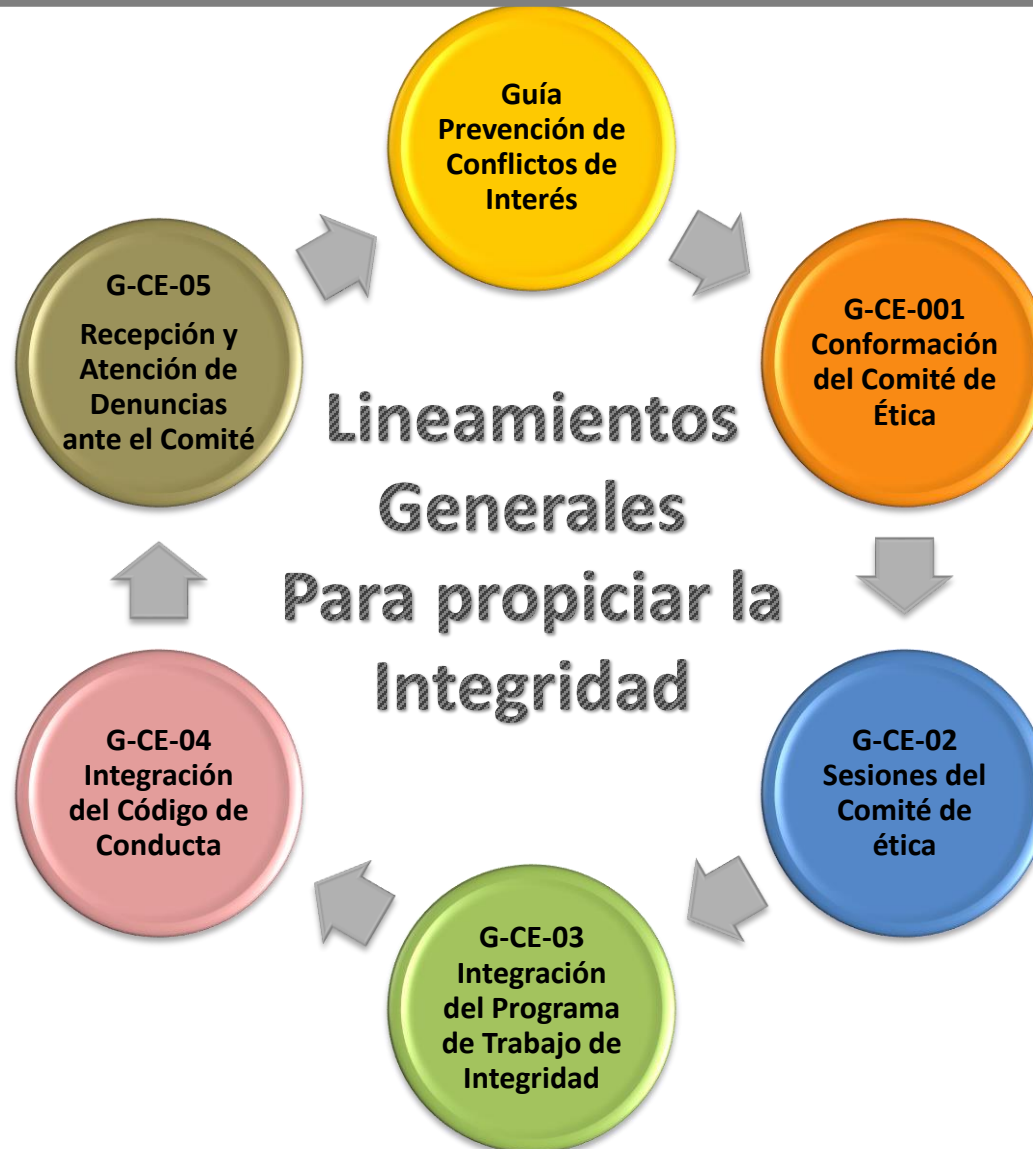 Guía
Prevención de
Conflictos de
Interés
G-CE-001
Conformación
del Comité de
Ética
G-CE-02
Sesiones del
Comité de
ética
G-CE-03
Integración
del Programa
de Trabajo de
Integridad
G-CE-04
Integración
del Código de
Conducta
G-CE-05
Recepción y
Atención de
Denuncias
ante el Comité
Lineamientos
Generales
Para propiciar la
Integridad